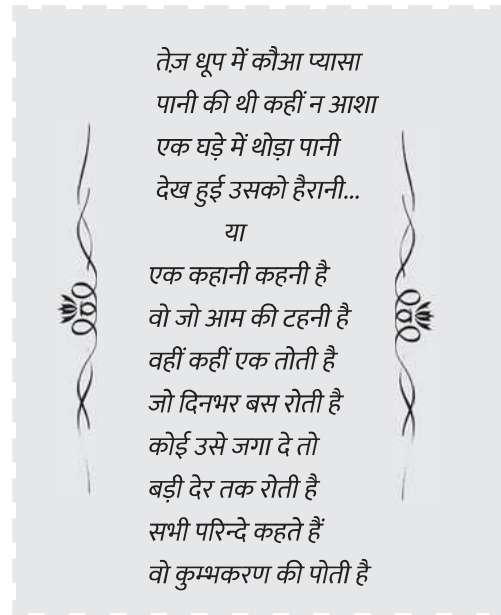 तेज़ धूप में कौआ प्यासा
पानी की थी कहीं न आशा
एक घड़े में थोड़ा पानी
देख हुई उसको हैरानी...
या
एक कहानी कहनी है
वो जो आम की टहनी है
वहीं कहीं एक तोती है
जो दिनभर बस रोती है
कोई उसे जगा दे तो
बड़ी देर तक रोती है
सभी परिन्दे कहते हैं
वो कुम्भकरण की पोती है